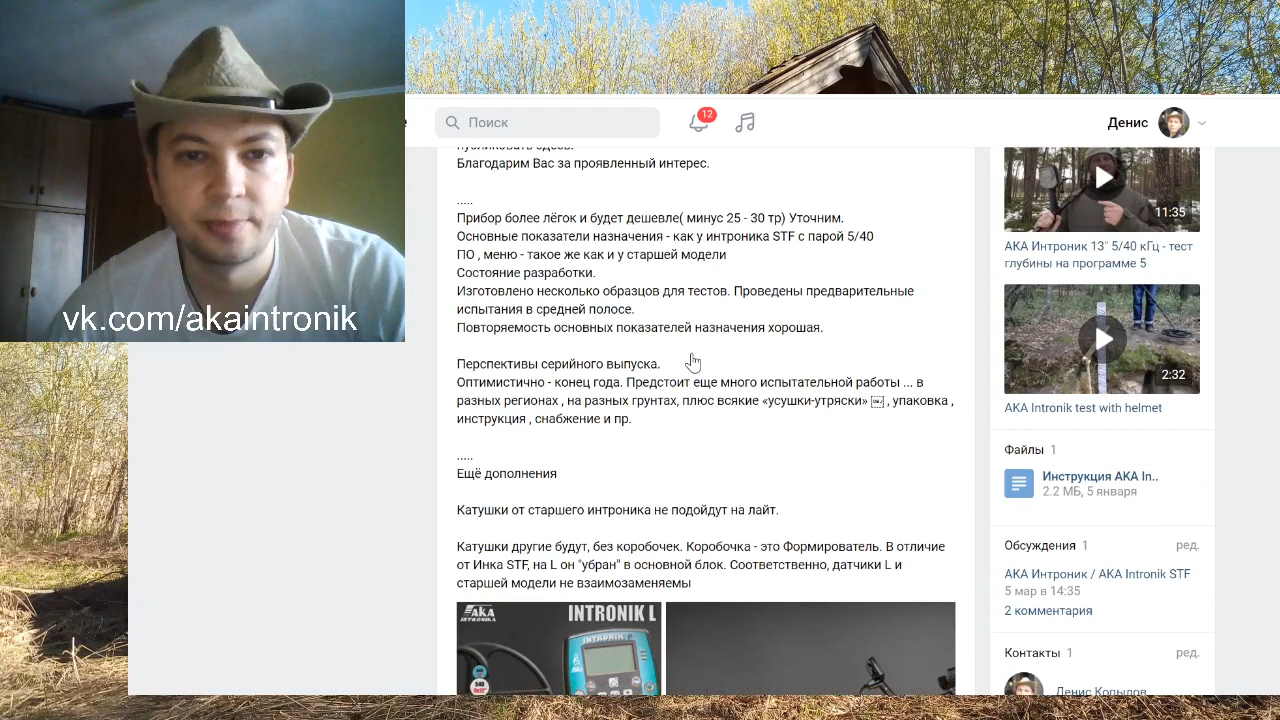 vk.com/akaintronik
Поиск
12
Денис
публиковать здесь.
Благодарим Вас за проявленный интерес.
.....
Прибор более лёгок и будет дешевле( минус 25 - 30 тр) Уточним.
Основные показатели назначения - как у интроника STF с парой 5/40
ПО , меню - такое же как и у старшей модели
Состояние разработки.
Изготовлено несколько образцов для тестов. Проведены предварительные
испытания в средней полосе.
Повторяемость основных показателей назначения хорошая.
Перспективы серийного выпуска.
Оптимистично - конец года. Предстоит еще много испытательной работы ... в
разных регионах , на разных грунтах, плюс всякие «усушки-утряски» , упаковка ,
инструкция , снабжение и пр.
.....
Ещё дополнения
Катушки от старшего интроника не подойдут на лайт.
Катушки другие будут, без коробочек. Коробочка - это Формирователь. В отличие
от Инка STF, на L он "убран" в основной блок. Соответственно, датчики L и
старшей модели не взаимозаменяемы
AKA
INTRONIKA
INTRONIK L
INTRONIK L
11:35
АКА Интроник 13" 5/40 кГц - тест
глубины на программе 5
2:32
AKA Intronik test with helmet
Файлы 1
Инструкция AKA In..
2.2 МБ, 5 января
Обсуждения 1
ред.
АКА Интроник / AKA Intronik STF
5 мар в 14:35
2 комментария
Контакты 1
ред.
Денис Копылов